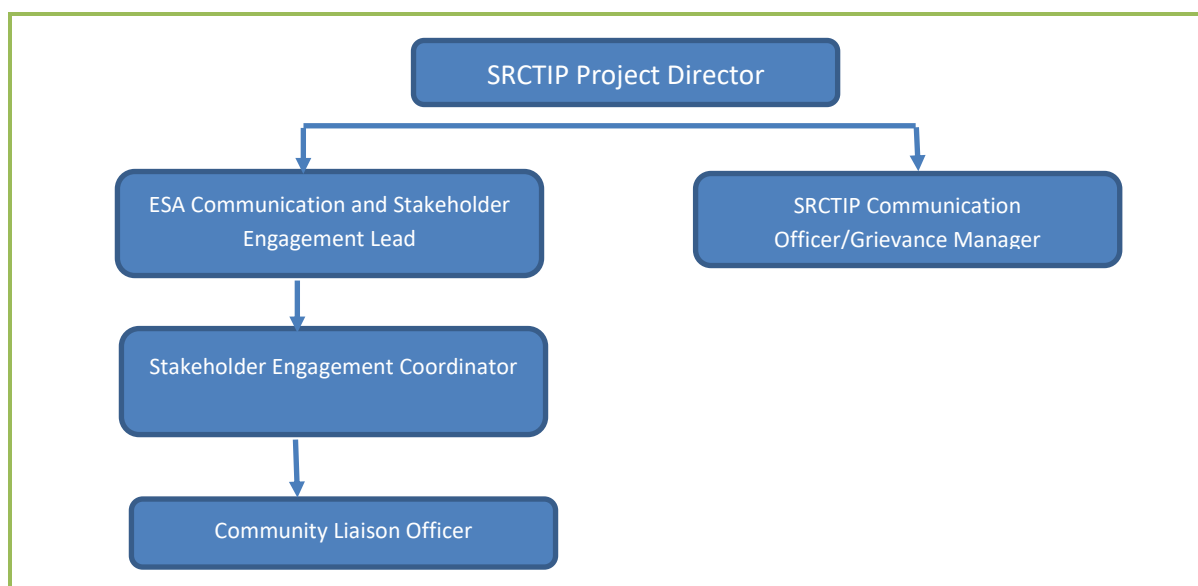 SRCTIP Project Director
ESA Communication and Stakeholder
Engagement Lead
SRCTIP Communication
Officer/Grievance Manager
Stakeholder Engagement Coordinator
Community Liaison Officer